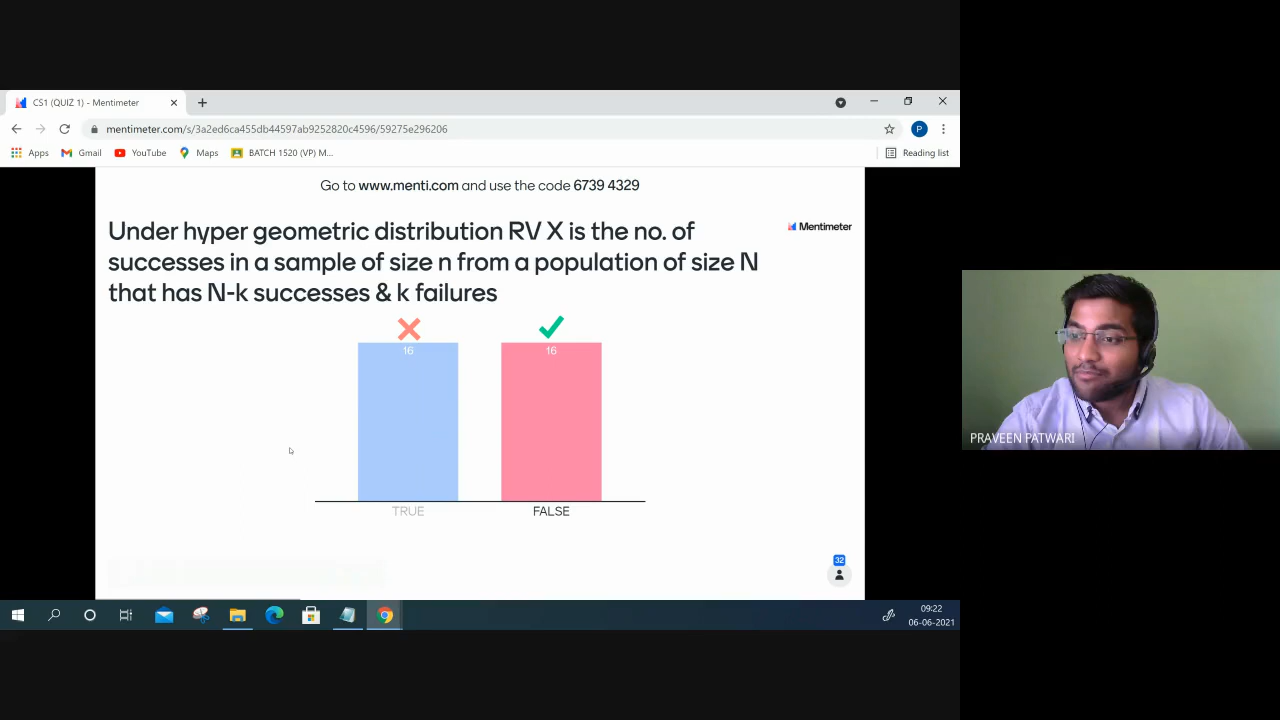 CS1 (QUIZ 1) - Mentimeter
mentimeter.com/s/3a2ed6ca455db44597ab9252820c4596/59275e296206
P
Apps
Gmail
YouTube
Maps
BATCH 1520 (VP) M...
Reading list
Go to www.menti.com and use the code 6739 4329
Under hyper geometric distribution RV X is the no. of
successes in a sample of size n from a population of size N
that has N-k successes & k failures
Mentimeter
16
16
TRUE
FALSE
32
PRAVEEN PATWARI
09:22
06-06-2021